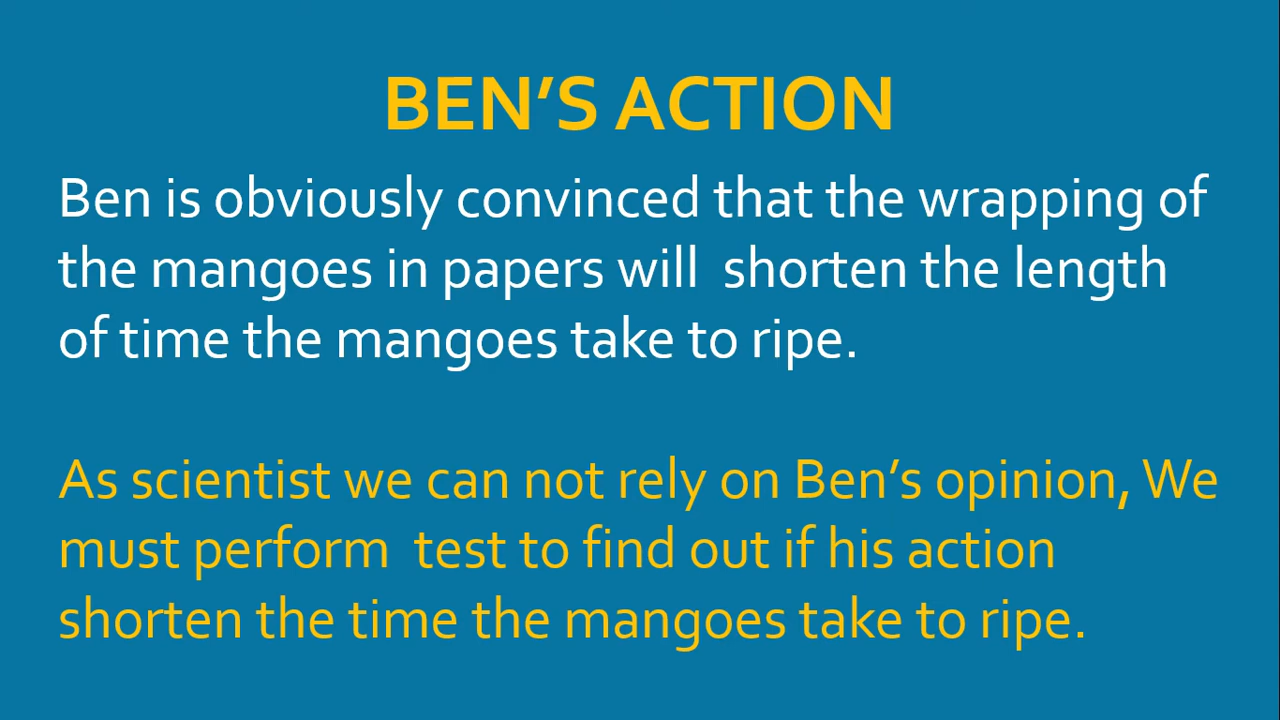 BEN’S ACTION
Ben is obviously convinced that the wrapping of
the mangoes in papers will  shorten the length
of time the mangoes take to ripe.
As scientist we can not rely on Ben’s opinion, We
must perform  test to find out if his action
shorten the time the mangoes take to ripe.